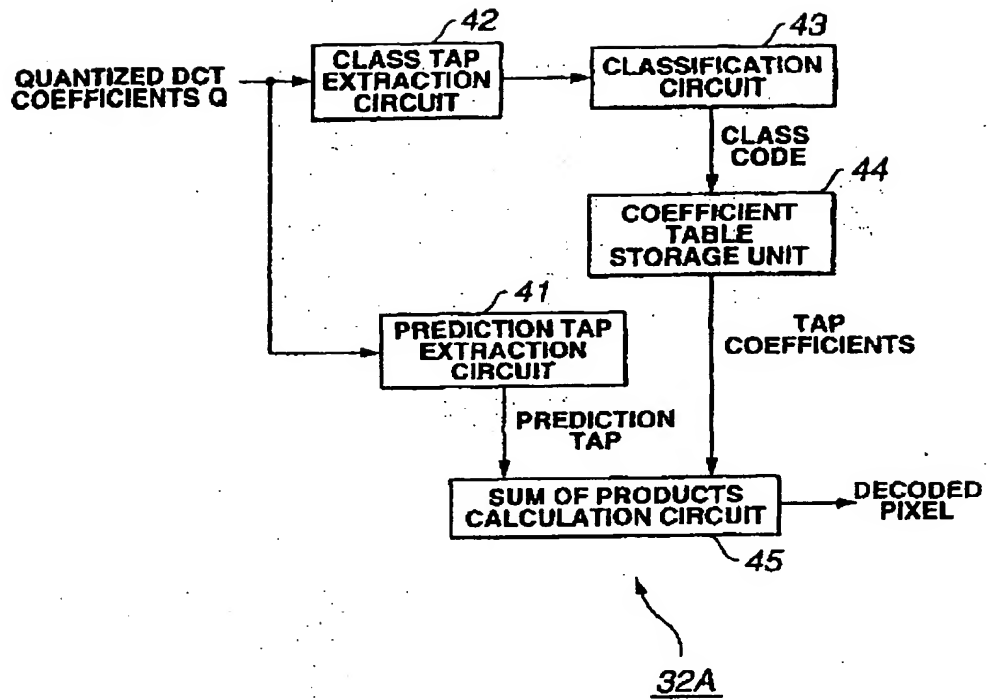 42
CLASS TAP
EXTRACTION
CIRCUIT
43
CLASSIFICATION
CIRCUIT
QUANTIZED DCT
COEFFICIENTS Q
CLASS
CODE
44
COEFFICIENT
TABLE
STORAGE UNIT
41
PREDICTION TAP
EXTRACTION
CIRCUIT
TAP
COEFFICIENTS
PREDICTION
TAP
SUM OF PRODUCTS
CALCULATION CIRCUIT
45
DECODED
PIXEL
32A